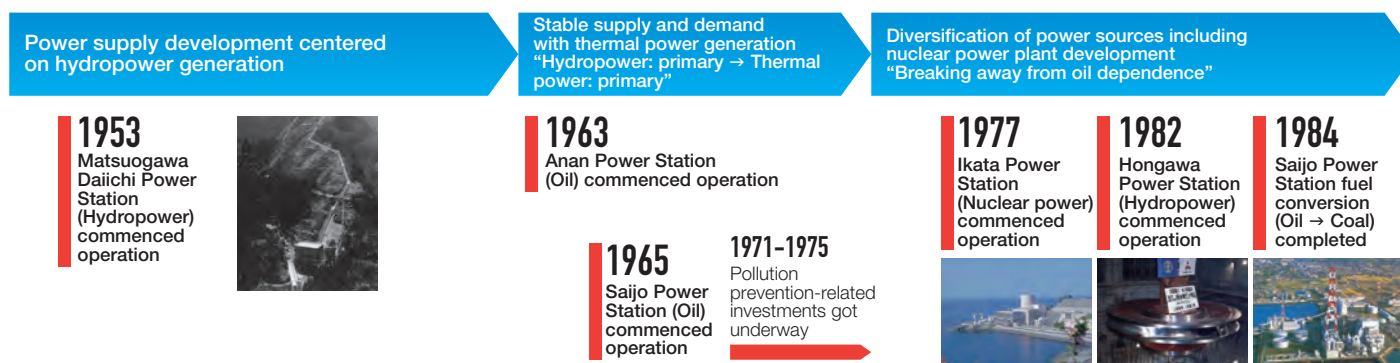 Power supply development centered
on hydropower generation
Stable supply and demand
with thermal power generation
“Hydropower: primary → Thermal
power: primary”
Diversification of power sources including
nuclear power plant development
“Breaking away from oil dependence”
1953
Matsuogawa
Daiichi Power
Station
(Hydropower)
commenced
operation
1963
Anan Power Station
(Oil) commenced operation
1965
Saijo Power
Station (Oil)
commenced
operation
1971–1975
Pollution
prevention-related
investments got
underway
1977
Ikata Power
Station
(Nuclear power)
commenced
operation
1982
Hongawa
Power Station
(Hydropower)
commenced
operation
1984
Saijo Power
Station fuel
conversion
(Oil → Coal)
completed